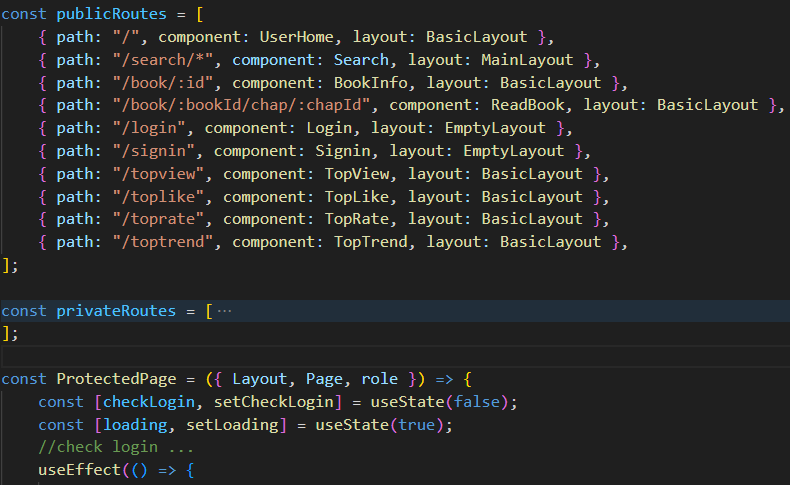 const publicRoutes = [
    { path: "/", component: UserHome, layout: BasicLayout },
    { path: "/search/*", component: Search, layout: MainLayout },
    { path: "/book/:id", component: BookInfo, layout: BasicLayout },
    { path: "/book/:bookId/chap/:chapId", component: ReadBook, layout: BasicLayout },
    { path: "/login", component: Login, layout: EmptyLayout },
    { path: "/signin", component: Signin, layout: EmptyLayout },
    { path: "/topview", component: TopView, layout: BasicLayout },
    { path: "/toplike", component: TopLike, layout: BasicLayout },
    { path: "/toprate", component: TopRate, layout: BasicLayout },
    { path: "/toptrend", component: TopTrend, layout: BasicLayout },
];
const privateRoutes = [ ···
];
const ProtectedPage = ({ Layout, Page, role }) => {
    const [checkLogin, setCheckLogin] = useState(false);
    const [loading, setLoading] = useState(true);
    //check login ...
    useEffect(() => {